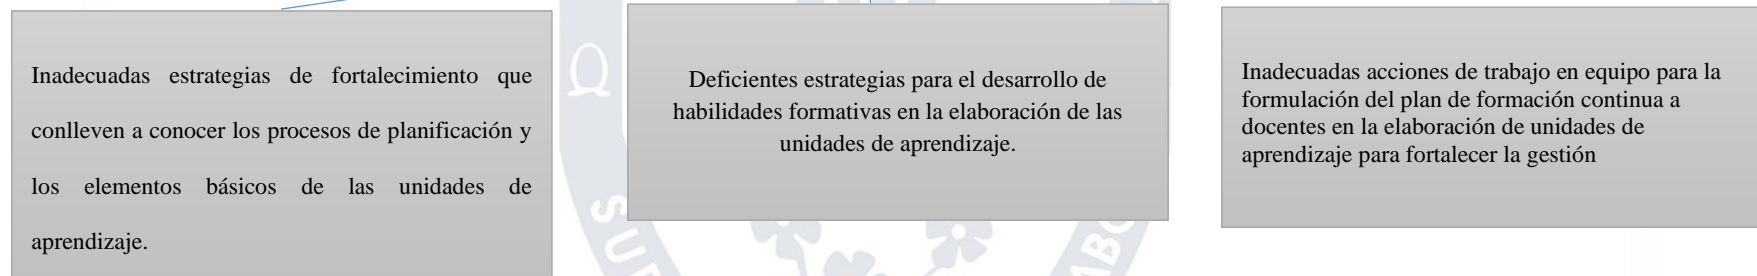 Inadecuadas estrategias de fortalecimiento que
conlleven a conocer los procesos de planificación y
los elementos básicos de las unidades de
aprendizaje.
Deficientes estrategias para el desarrollo de
habilidades formativas en la elaboración de las
unidades de aprendizaje.
Inadecuadas acciones de trabajo en equipo para la
formulación del plan de formación continua a
docentes en la elaboración de unidades de
aprendizaje para fortalecer la gestión